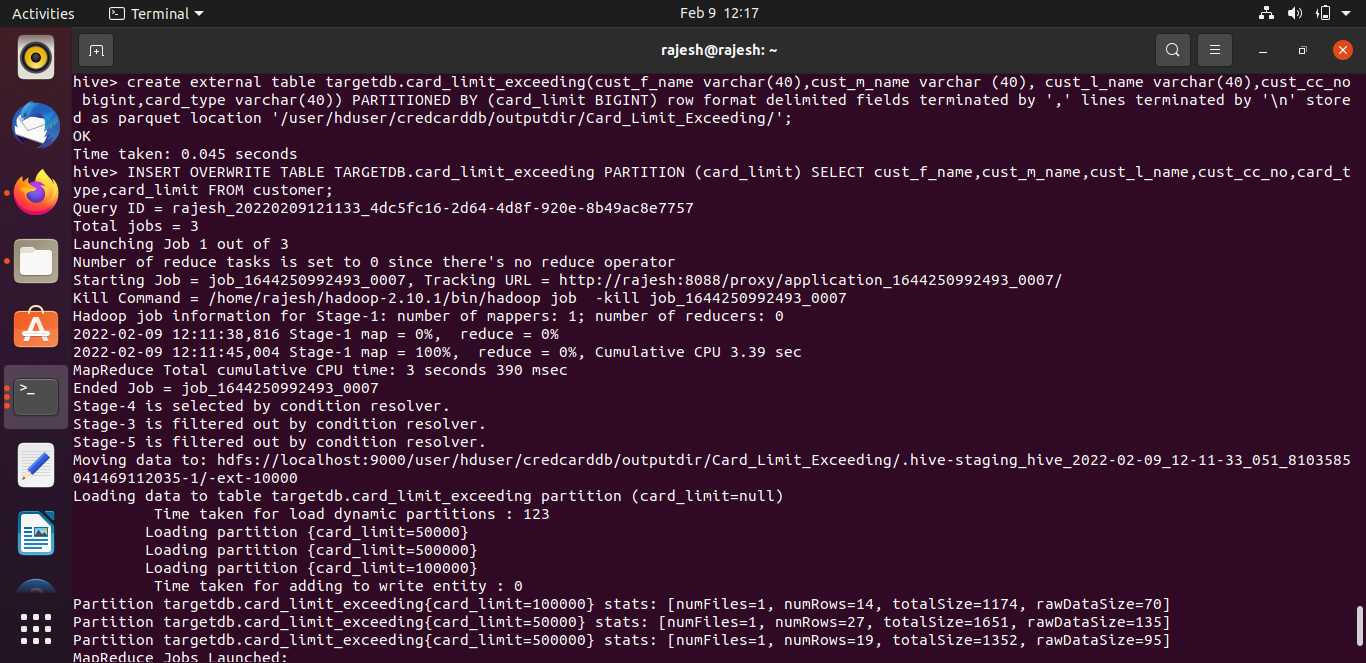 Activities
Terminal
Feb 9 12:17
rajesh@rajesh: ~
hive> create external table targetdb.card_limit_exceeding(cust_f_name varchar(40),cust_m_name varchar (40), cust_l_name varchar(40),cust_cc_no
 bigint,card_type varchar(40)) PARTITIONED BY (card_limit BIGINT) row format delimited fields terminated by ',' lines terminated by '\n' store
d as parquet location '/user/hduser/credcarddb/outputdir/Card_Limit_Exceeding/';
OK
Time taken: 0.045 seconds
hive> INSERT OVERWRITE TABLE TARGETDB.card_limit_exceeding PARTITION (card_limit) SELECT cust_f_name,cust_m_name,cust_l_name,cust_cc_no,card_t
ype,card_limit FROM customer;
Query ID = rajesh_20220209121133_4dc5fc16-2d64-4d8f-920e-8b49ac8e7757
Total jobs = 3
Launching Job 1 out of 3
Number of reduce tasks is set to 0 since there's no reduce operator
Starting Job = job_1644250992493_0007, Tracking URL = http://rajesh:8088/proxy/application_1644250992493_0007/
Kill Command = /home/rajesh/hadoop-2.10.1/bin/hadoop job  -kill job_1644250992493_0007
Hadoop job information for Stage-1: number of mappers: 1; number of reducers: 0
2022-02-09 12:11:38,816 Stage-1 map = 0%,  reduce = 0%
2022-02-09 12:11:45,004 Stage-1 map = 100%,  reduce = 0%, Cumulative CPU 3.39 sec
MapReduce Total cumulative CPU time: 3 seconds 390 msec
Ended Job = job_1644250992493_0007
Stage-4 is selected by condition resolver.
Stage-3 is filtered out by condition resolver.
Stage-5 is filtered out by condition resolver.
Moving data to: hdfs://localhost:9000/user/hduser/credcarddb/outputdir/Card_Limit_Exceeding/.hive-staging_hive_2022-02-09_12-11-33_051_8103585
041469112035-1/-ext-10000
Loading data to table targetdb.card_limit_exceeding partition (card_limit=null)
Time taken for load dynamic partitions : 123
Loading partition {card_limit=50000}
Loading partition {card_limit=500000}
Loading partition {card_limit=100000}
Time taken for adding to write entity : 0
Partition targetdb.card_limit_exceeding{card_limit=100000} stats: [numFiles=1, numRows=14, totalSize=1174, rawDataSize=70]
Partition targetdb.card_limit_exceeding{card_limit=50000} stats: [numFiles=1, numRows=27, totalSize=1651, rawDataSize=135]
Partition targetdb.card_limit_exceeding{card_limit=500000} stats: [numFiles=1, numRows=19, totalSize=1352, rawDataSize=95]
MapReduce Jobs Launched: